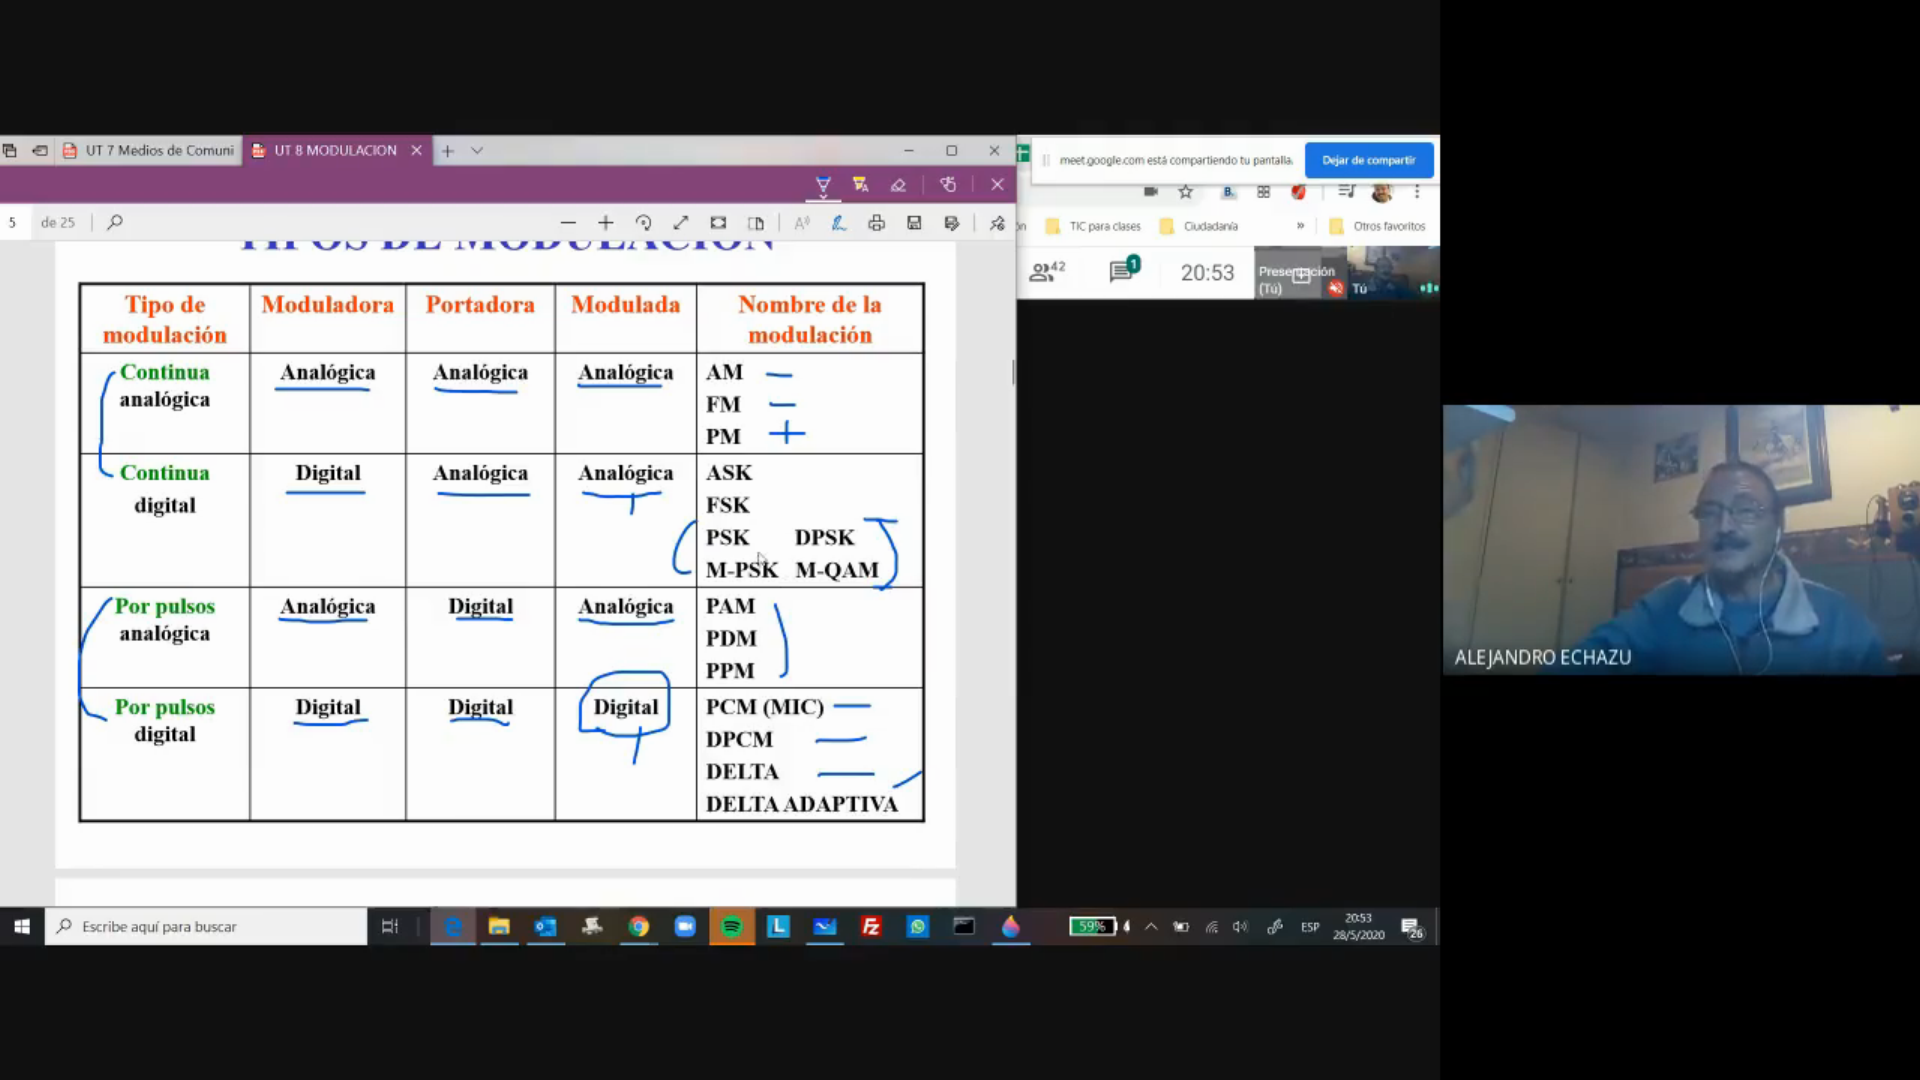 UT 7 Medios de Comuni
UT 8 MODULACION
meet.google.com está compartiendo tu pantalla.
Dejar de compartir
5 de 25
TIC para clases
Ciudadanía
»
Otros favoritos
42
1
20:53
Presentación
(Tú)
Tú
TIPOS DE MODULACIÓN
Tipo de modulación
Moduladora
Portadora
Modulada
Nombre de la modulación
Continua analógica
Analógica
Analógica
Analógica
AM
FM
PM
Continua digital
Digital
Analógica
Analógica
ASK
FSK
PSK DPSK
M-PSK M-QAM
Por pulsos analógica
Analógica
Digital
Analógica
PAM
PDM
PPM
Por pulsos digital
Digital
Digital
Digital
PCM (MIC)
DPCM
DELTA
DELTA ADAPTIVA
ALEJANDRO ECHAZU
Escribe aquí para buscar
59%
ESP
20:53
28/5/2020
26